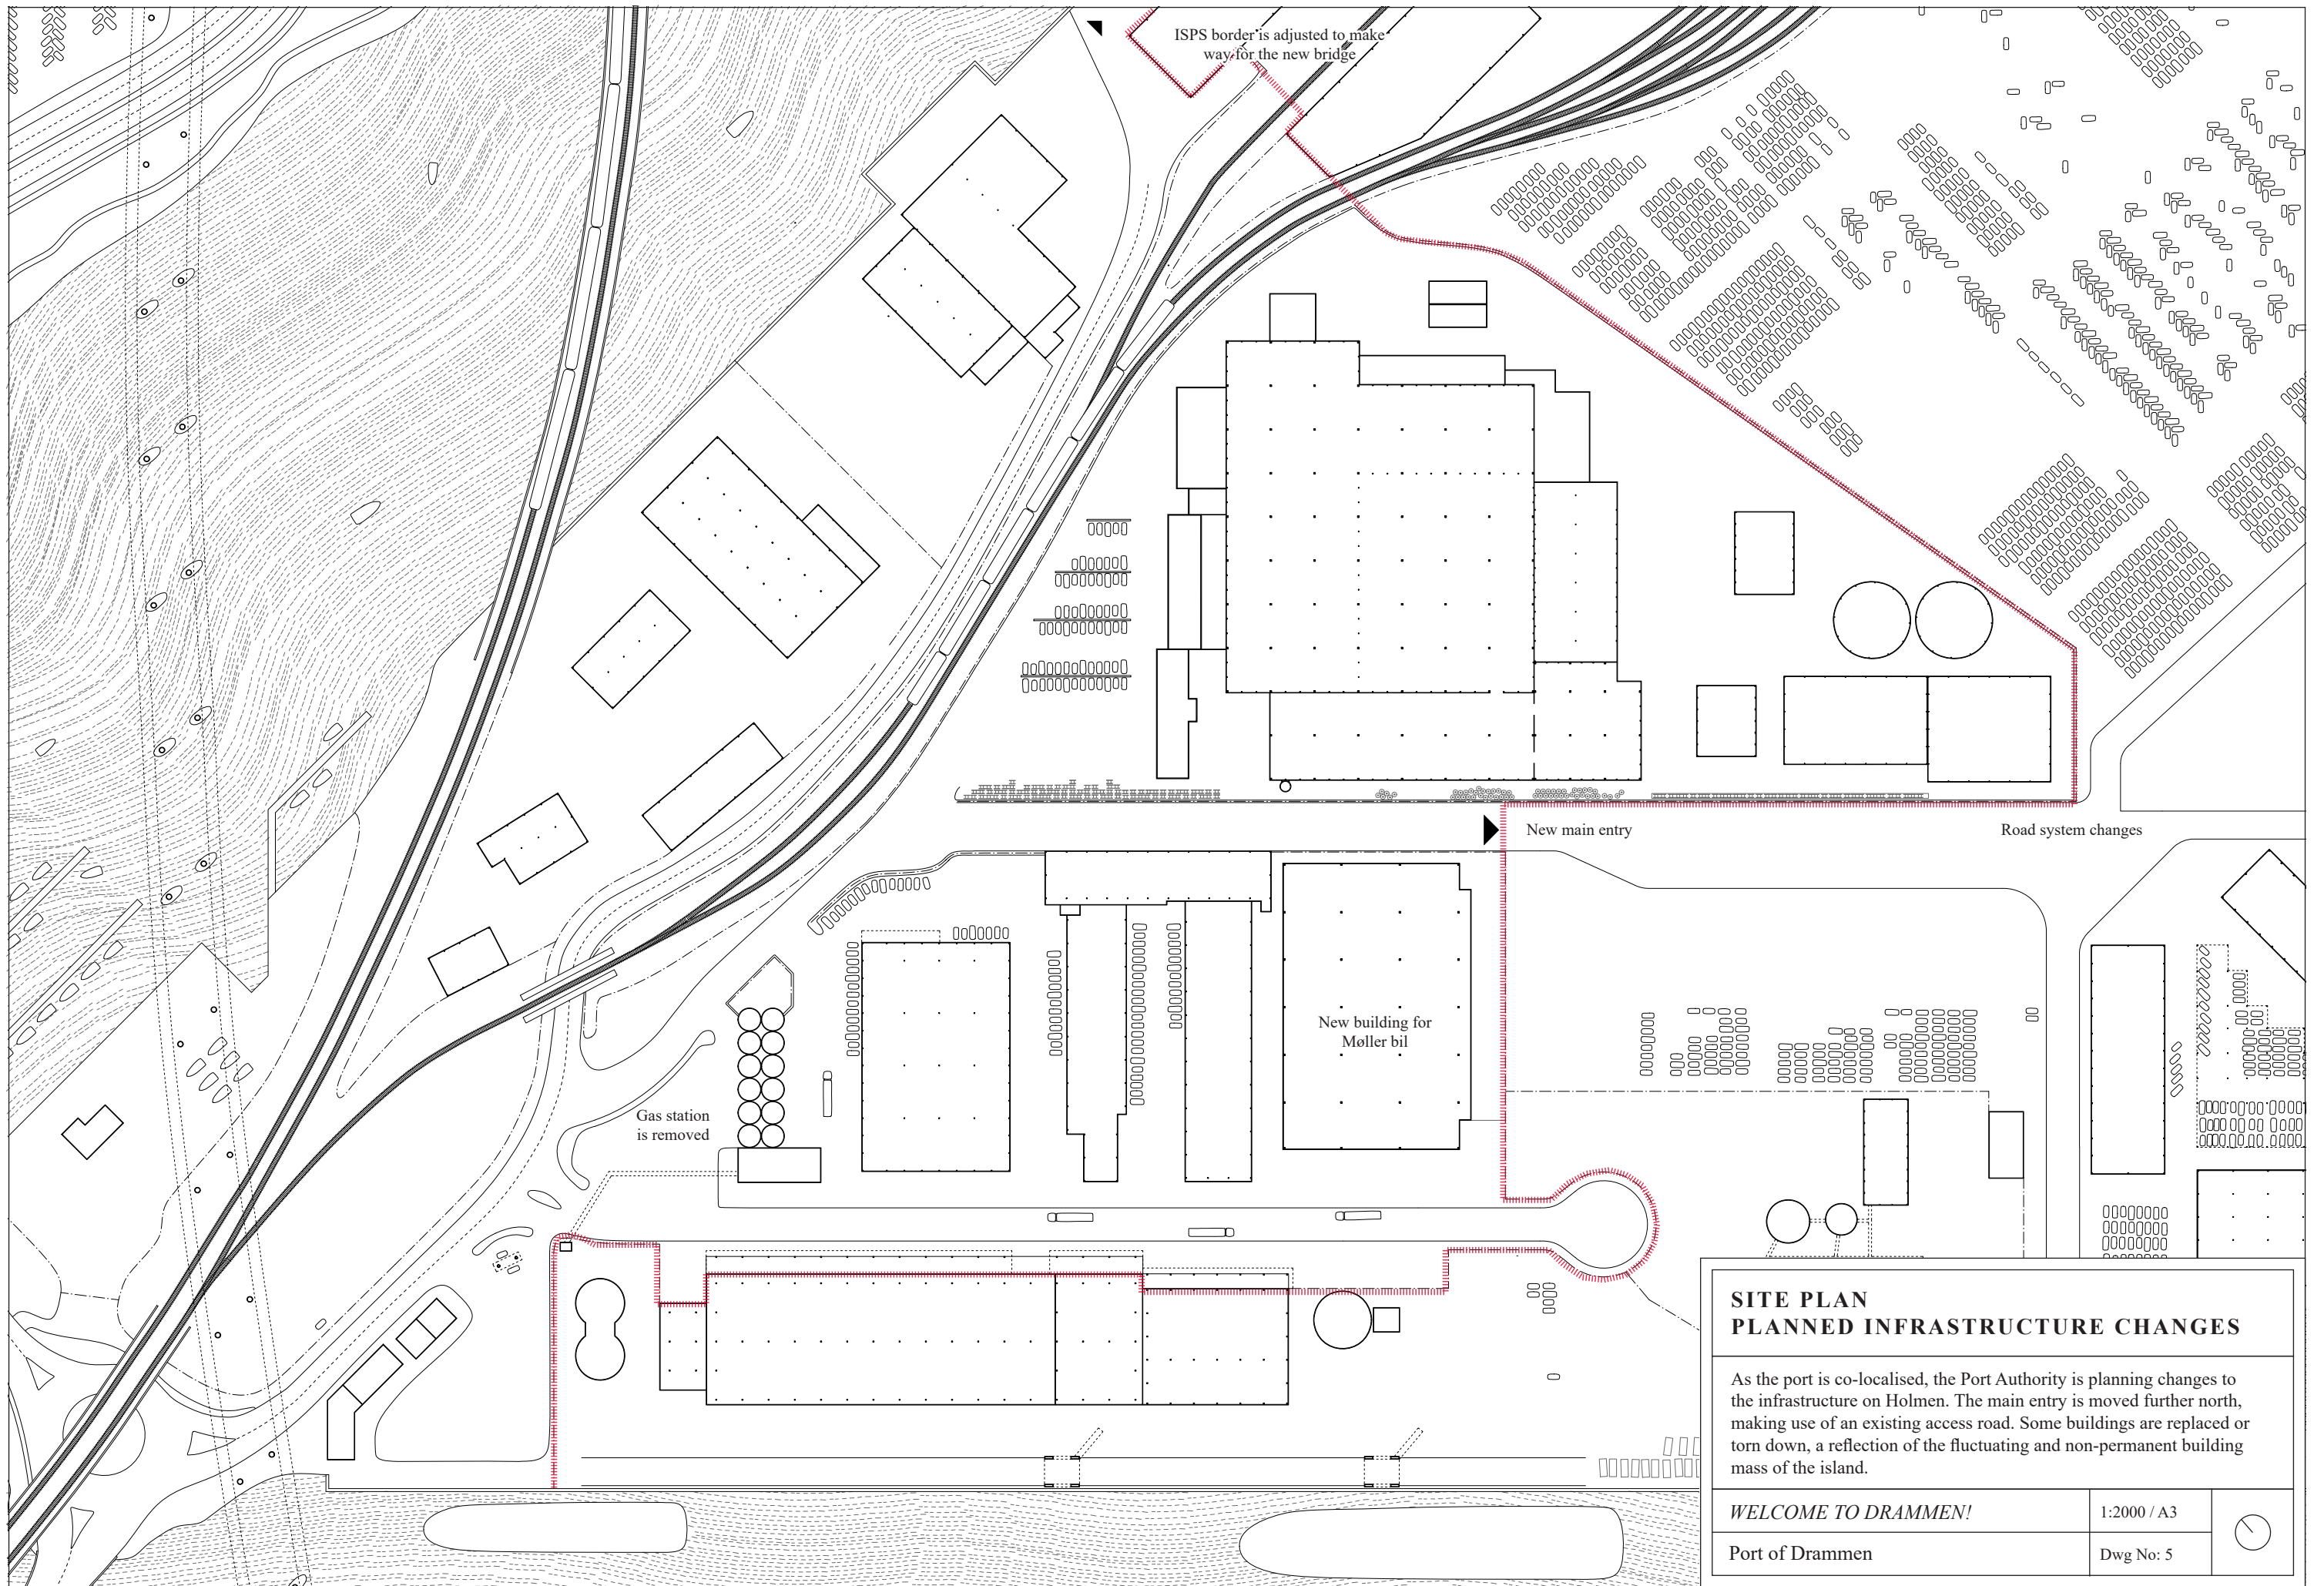 ISPS border is adjusted to make
way for the new bridge
New main entry
Road system changes
New building for
Møller bil
Gas station
is removed
SITE PLAN
PLANNED INFRASTRUCTURE CHANGES
As the port is co-localised, the Port Authority is planning changes to
the infrastructure on Holmen. The main entry is moved further north,
making use of an existing access road. Some buildings are replaced or
torn down, a reflection of the fluctuating and non-permanent building
mass of the island.
WELCOME TO DRAMMEN!
1:2000 / A3
Port of Drammen
Dwg No: 5